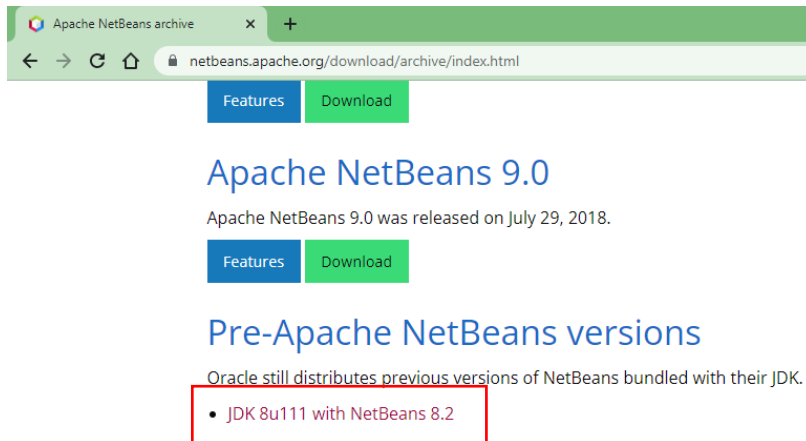 Apache NetBeans archive
netbeans.apache.org/download/archive/index.html
Features Download
Apache NetBeans 9.0
Apache NetBeans 9.0 was released on July 29, 2018.
Features Download
Pre-Apache NetBeans versions
Oracle still distributes previous versions of NetBeans bundled with their JDK.
• JDK 8u111 with NetBeans 8.2